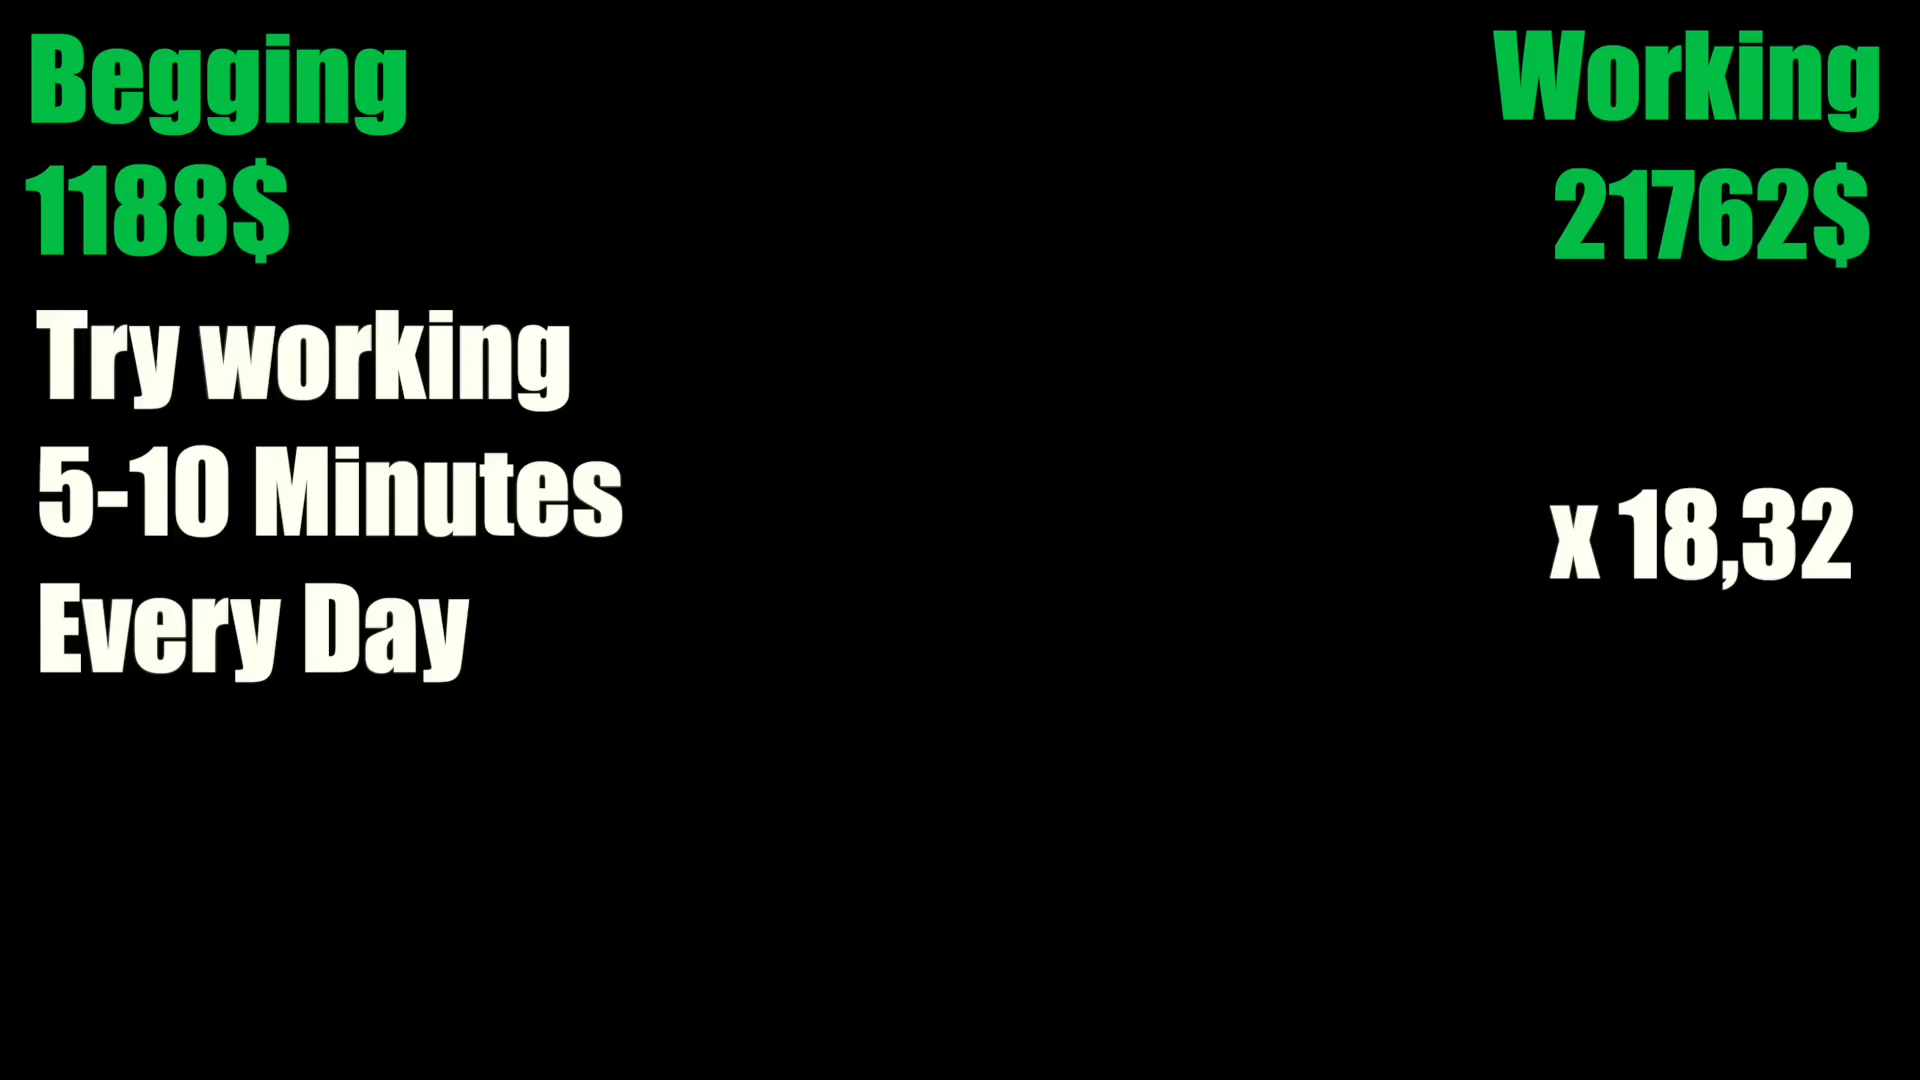 Begging
1188$
Try working
5-10 Minutes
Every Day
Working
21762$
x 18,32